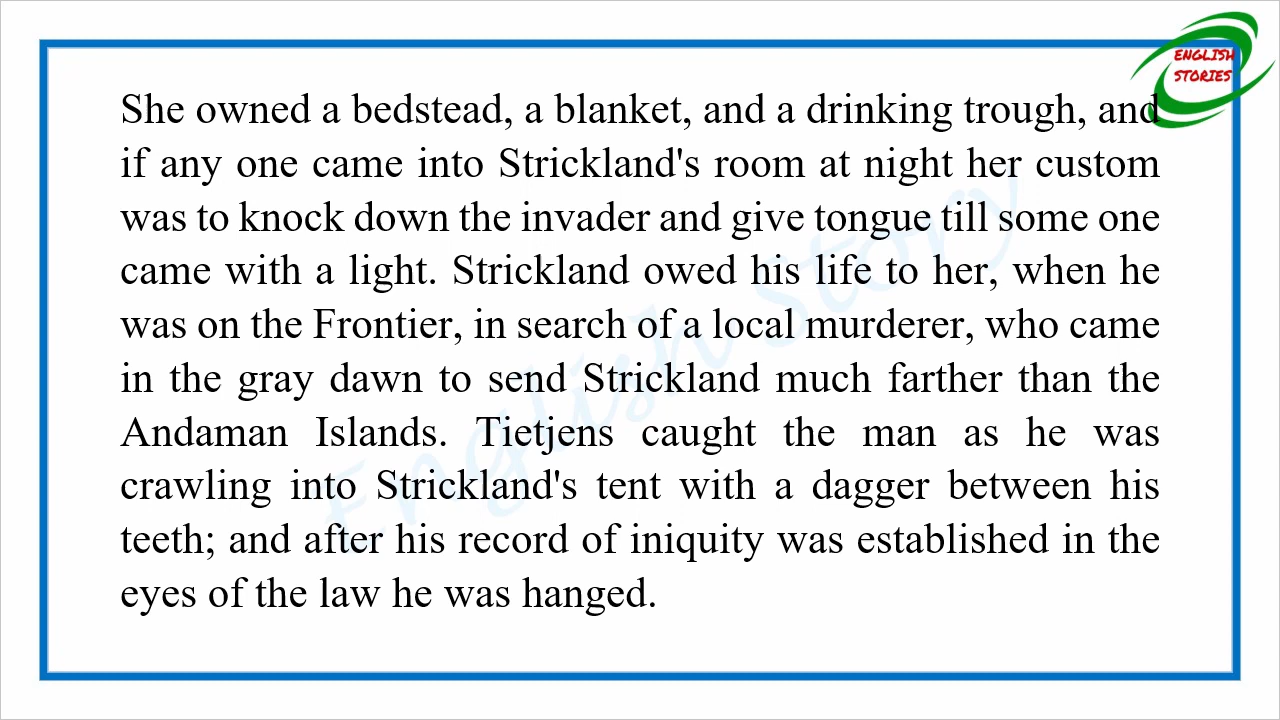 ENGLISH
STORIES
She owned a bedstead, a blanket, and a drinking trough, and
if any one came into Strickland's room at night her custom
was to knock down the invader and give tongue till some one
came with a light. Strickland owed his life to her, when he
was on the Frontier, in search of a local murderer, who came
in the gray dawn to send Strickland much farther than the
Andaman Islands. Tietjens caught the man as he was
crawling into Strickland's tent with a dagger between his
teeth; and after his record of iniquity was established in the
eyes of the law he was hanged.
English Story